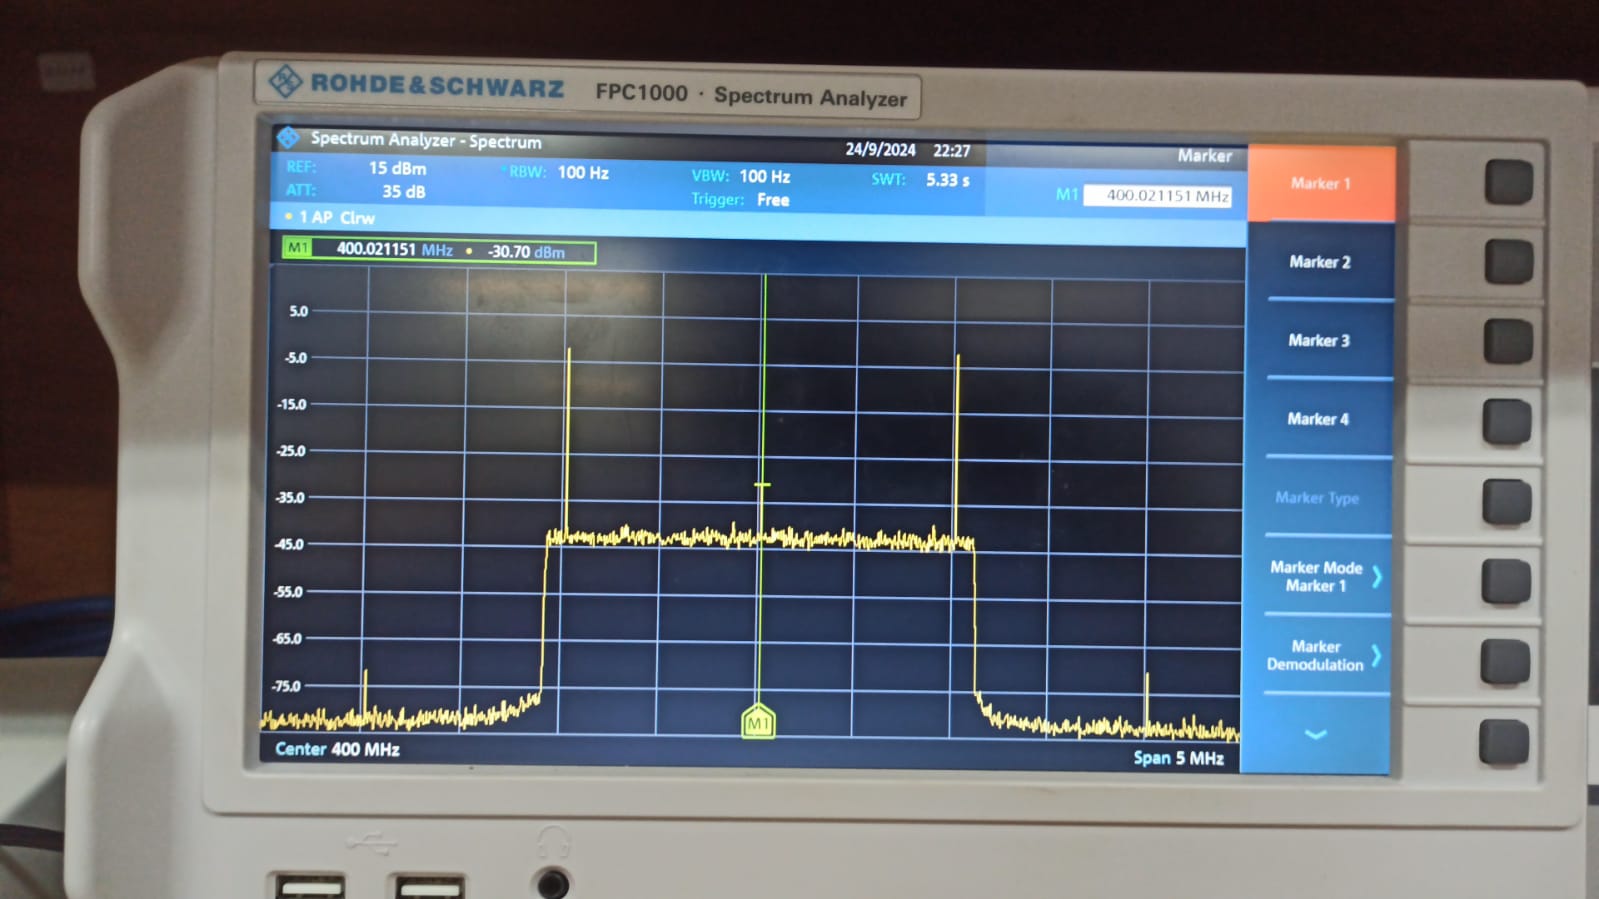 ROHDE&SCHWARZ FPC1000 · Spectrum Analyzer
Spectrum Analyzer - Spectrum 24/9/2024 22:27 Marker
REF: 15 dBm RBW: 100 Hz VBW: 100 Hz SWT: 5.33 s
ATT: 35 dB Trigger: Free M1 400.021151 MHz
1 AP Clrw
M1 400.021151 MHz • -30.70 dBm
5.0
-5.0
-15.0
-25.0
-35.0
-45.0
-55.0
-65.0
-75.0
M1
Center 400 MHz Span 5 MHz
Marker 1
Marker 2
Marker 3
Marker 4
Marker Type
Marker Mode
Marker 1
Marker
Demodulation